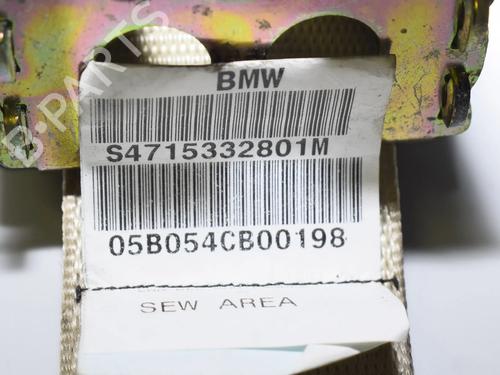 B-PARTS
BMW
S4715332801M
05B054CB00198
SEW AREA